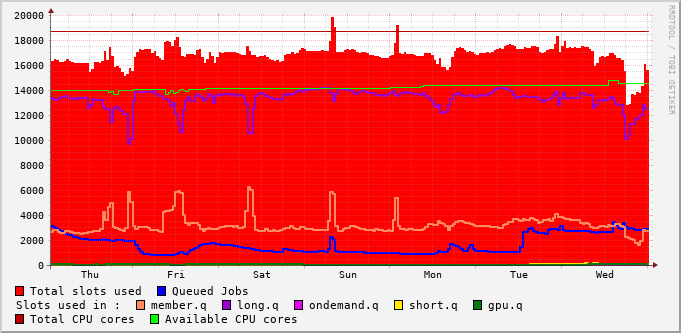 RRDTOOL / TOBI OETIKER
20000
18000
16000
14000
12000
10000
8000
6000
4000
2000
0
Thu Fri Sat Sun Mon Tue Wed
Total slots used Queued Jobs
Slots used in : member.q long.q ondemand.q short.q gpu.q
Total CPU cores Available CPU cores